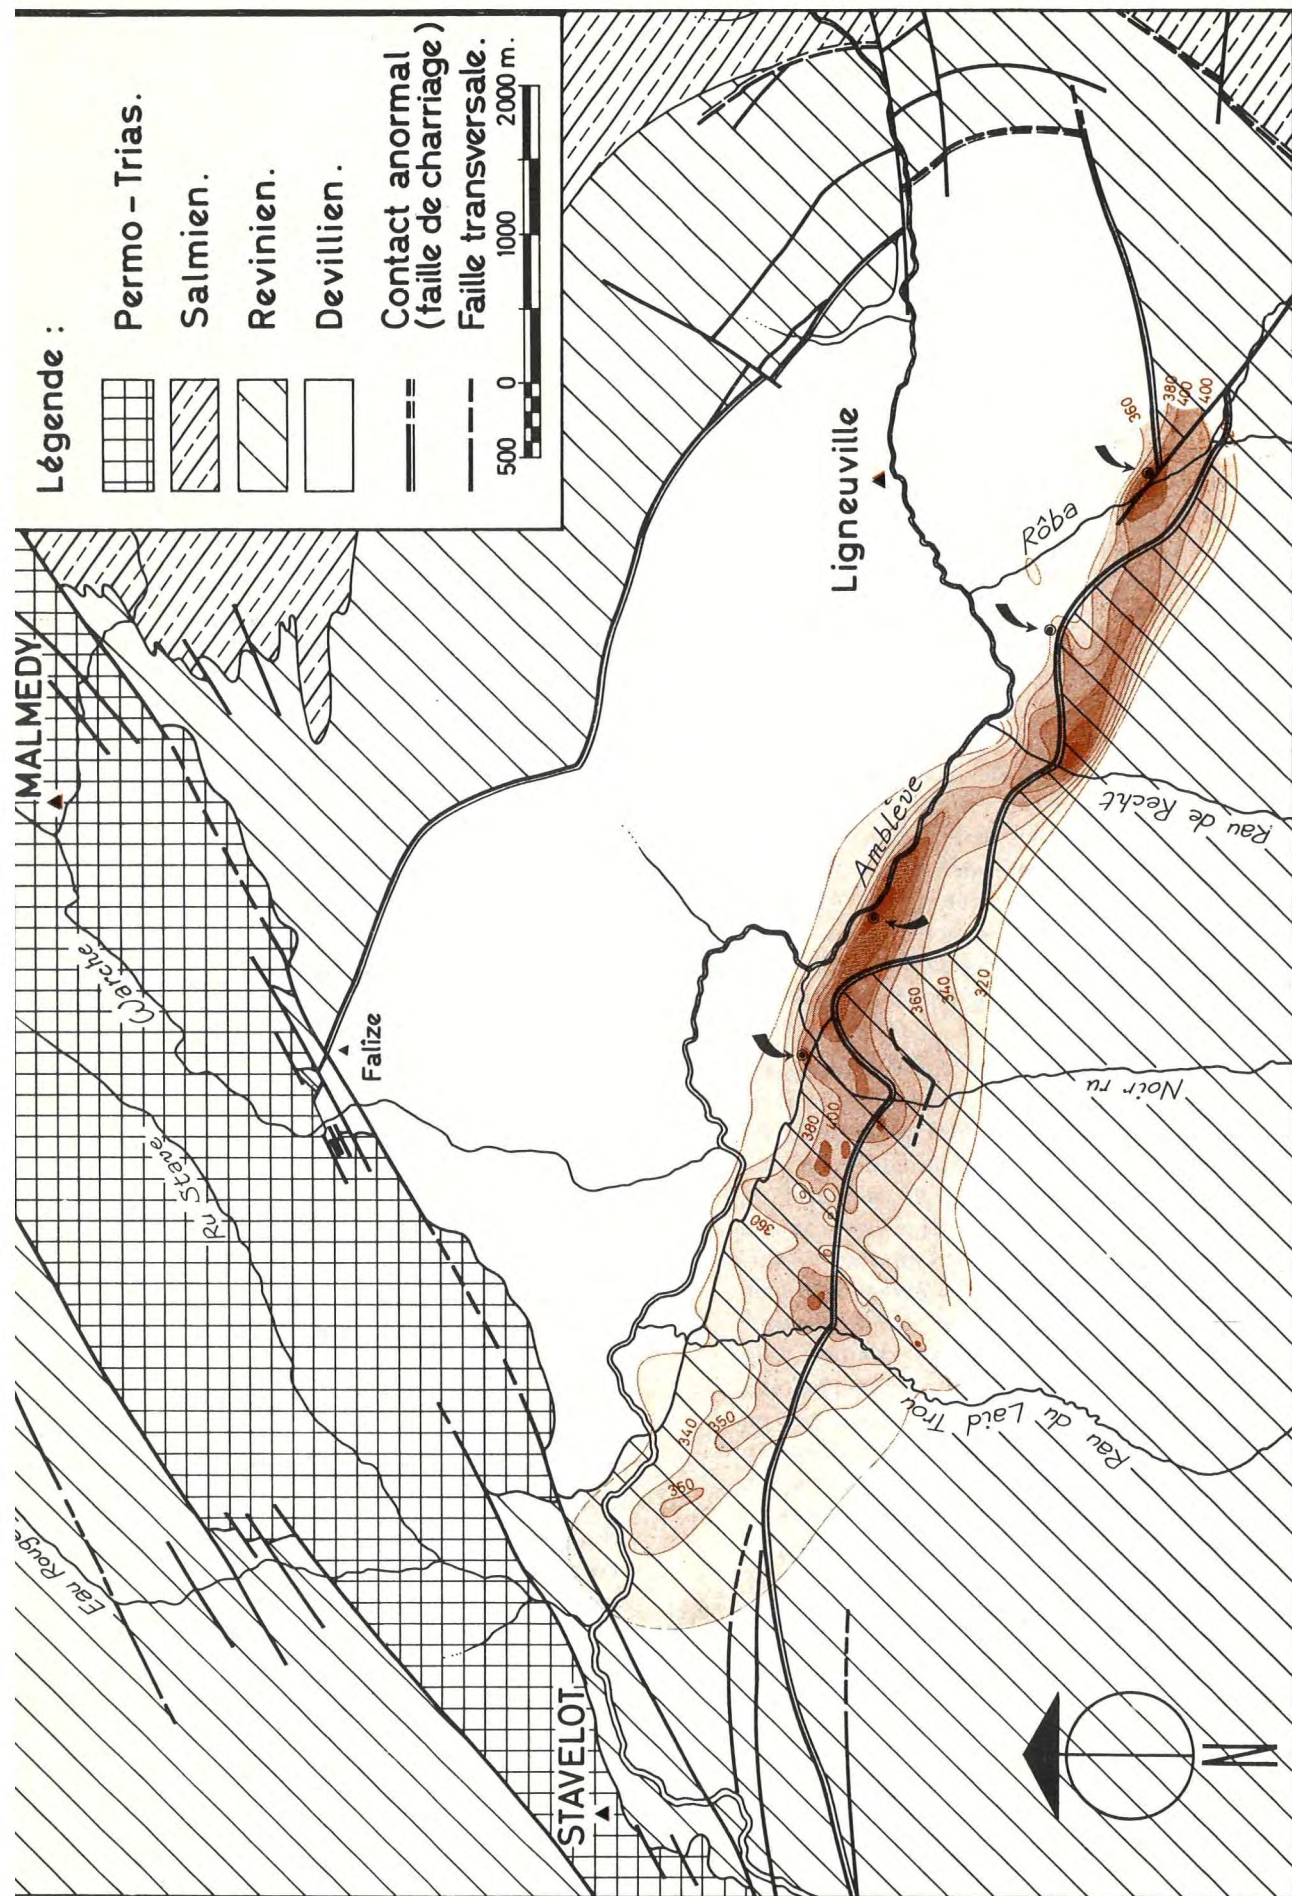 Légende :
Permo - Trias.
Salmien.
Revinien.
Devillien.
Contact anormal
(faille de charriage)
Faille transversale.
500 0 1000 2000 m.
MALMEDY
Warche
Ru Stave
Eau Rouge
Falize
STAVELOT
Ligneuville
Rôba
Amblève
Rau de Recht
Noir ru
Rau du Laid Trou
360
380
400
400
360
340
320
380
400
360
340
350
360
N